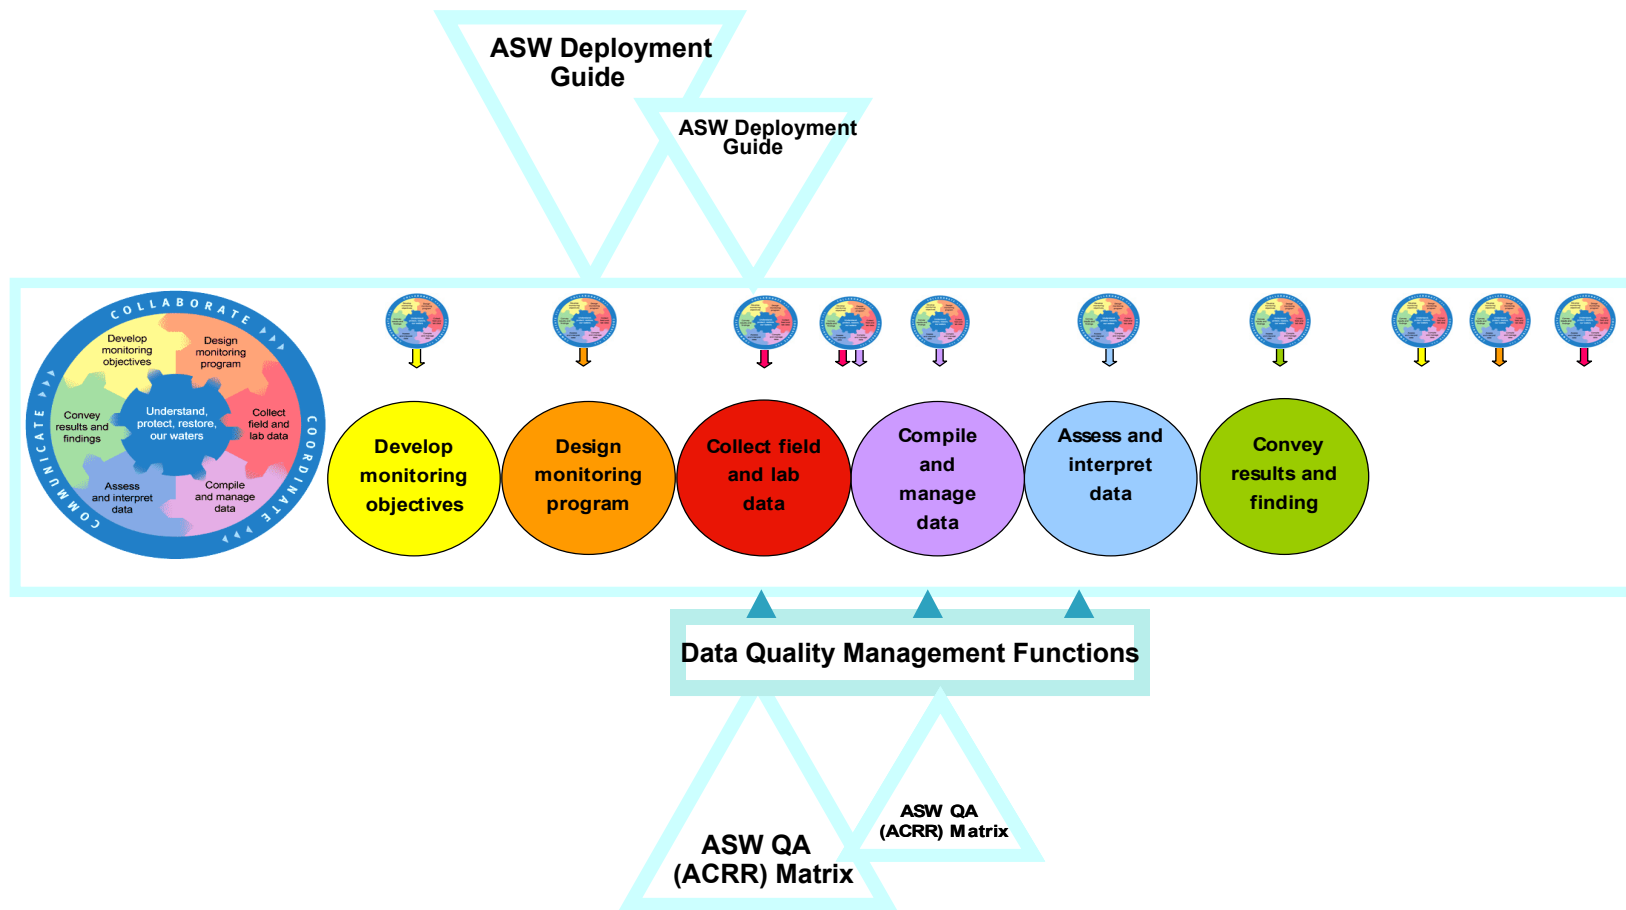 ASW Deployment
Guide
ASW Deployment
Guide
COLLABORATE
COORDINATE
COMMUNICATE
Develop
monitoring
objectives
Design
monitoring
program
Convey
results and
findings
Understand,
protect, restore,
our waters
Collect
field and
lab data
Assess
and interpret
data
Compile
and manage
data
Develop
monitoring
objectives
Design
monitoring
program
Collect field
and lab
data
Compile
and
manage
data
Assess and
interpret
data
Convey
results and
finding
Data Quality Management Functions
ASW QA
(ACRR) Matrix
ASW QA
(ACRR) Matrix